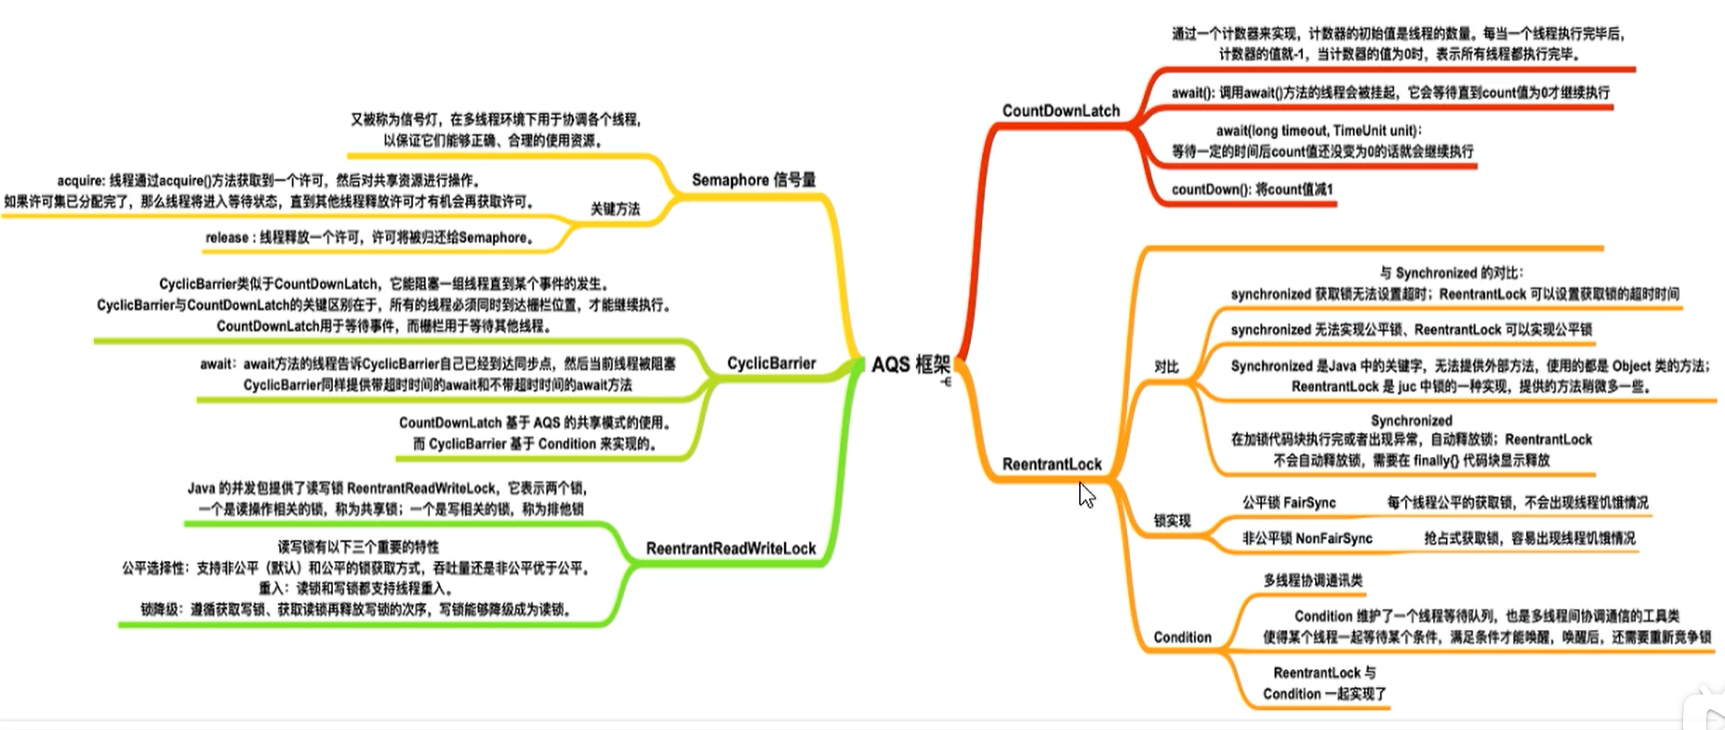 AQS 框架
CountDownLatch
通过一个计数器来实现，计数器的初始值是线程的数量。每当一个线程执行完毕后，
计数器的值就-1，当计数器的值为0时，表示所有线程都执行完毕。
await(): 调用await()方法的线程会被挂起，它会等待直到count值为0才继续执行
await(long timeout, TimeUnit unit)：
等待一定的时间后count值还没变为0的话就会继续执行
countDown(): 将count值减1
ReentrantLock
对比
与 Synchronized 的对比：
synchronized 获取锁无法设置超时；ReentrantLock 可以设置获取锁的超时时间
synchronized 无法实现公平锁、ReentrantLock 可以实现公平锁
Synchronized 是Java 中的关键字，无法提供外部方法，使用的都是 Object 类的方法；
ReentrantLock 是 juc 中锁的一种实现，提供的方法稍微多一些。
Synchronized
在加锁代码块执行完或者出现异常，自动释放锁；ReentrantLock
不会自动释放锁，需要在 finally{} 代码块显示释放
锁实现
公平锁 FairSync
每个线程公平的获取锁，不会出现线程饥饿情况
非公平锁 NonFairSync
抢占式获取锁，容易出现线程饥饿情况
Condition
多线程协调通讯类
Condition 维护了一个线程等待队列，也是多线程间协调通信的工具类
使得某个线程一起等待某个条件，满足条件才能唤醒，唤醒后，还需要重新竞争锁
ReentrantLock 与
Condition 一起实现了
Semaphore 信号量
又被称为信号灯，在多线程环境下用于协调各个线程，
以保证它们能够正确、合理的使用资源。
关键方法
acquire: 线程通过acquire()方法获取到一个许可，然后对共享资源进行操作。
如果许可集已分配完了，那么线程将进入等待状态，直到其他线程释放许可才有机会再获取许可。
release : 线程释放一个许可，许可将被归还给Semaphore。
CyclicBarrier
CyclicBarrier类似于CountDownLatch，它能阻塞一组线程直到某个事件的发生。
CyclicBarrier与CountDownLatch的关键区别在于，所有的线程必须同时到达栅栏位置，才能继续执行。
CountDownLatch用于等待事件，而栅栏用于等待其他线程。
await：await方法的线程告诉CyclicBarrier自己已经到达同步点，然后当前线程被阻塞
CyclicBarrier同样提供带超时时间的await和不带超时时间的await方法
CountDownLatch 基于 AQS 的共享模式的使用。
而 CyclicBarrier 基于 Condition 来实现的。
ReentrantReadWriteLock
Java 的并发包提供了读写锁 ReentrantReadWriteLock，它表示两个锁，
一个是读操作相关的锁，称为共享锁；一个是写相关的锁，称为排他锁
读写锁有以下三个重要的特性
公平选择性：支持非公平（默认）和公平的锁获取方式，吞吐量还是非公平优于公平。
重入：读锁和写锁都支持线程重入。
锁降级：遵循获取写锁、获取读锁再释放写锁的次序，写锁能够降级成为读锁。